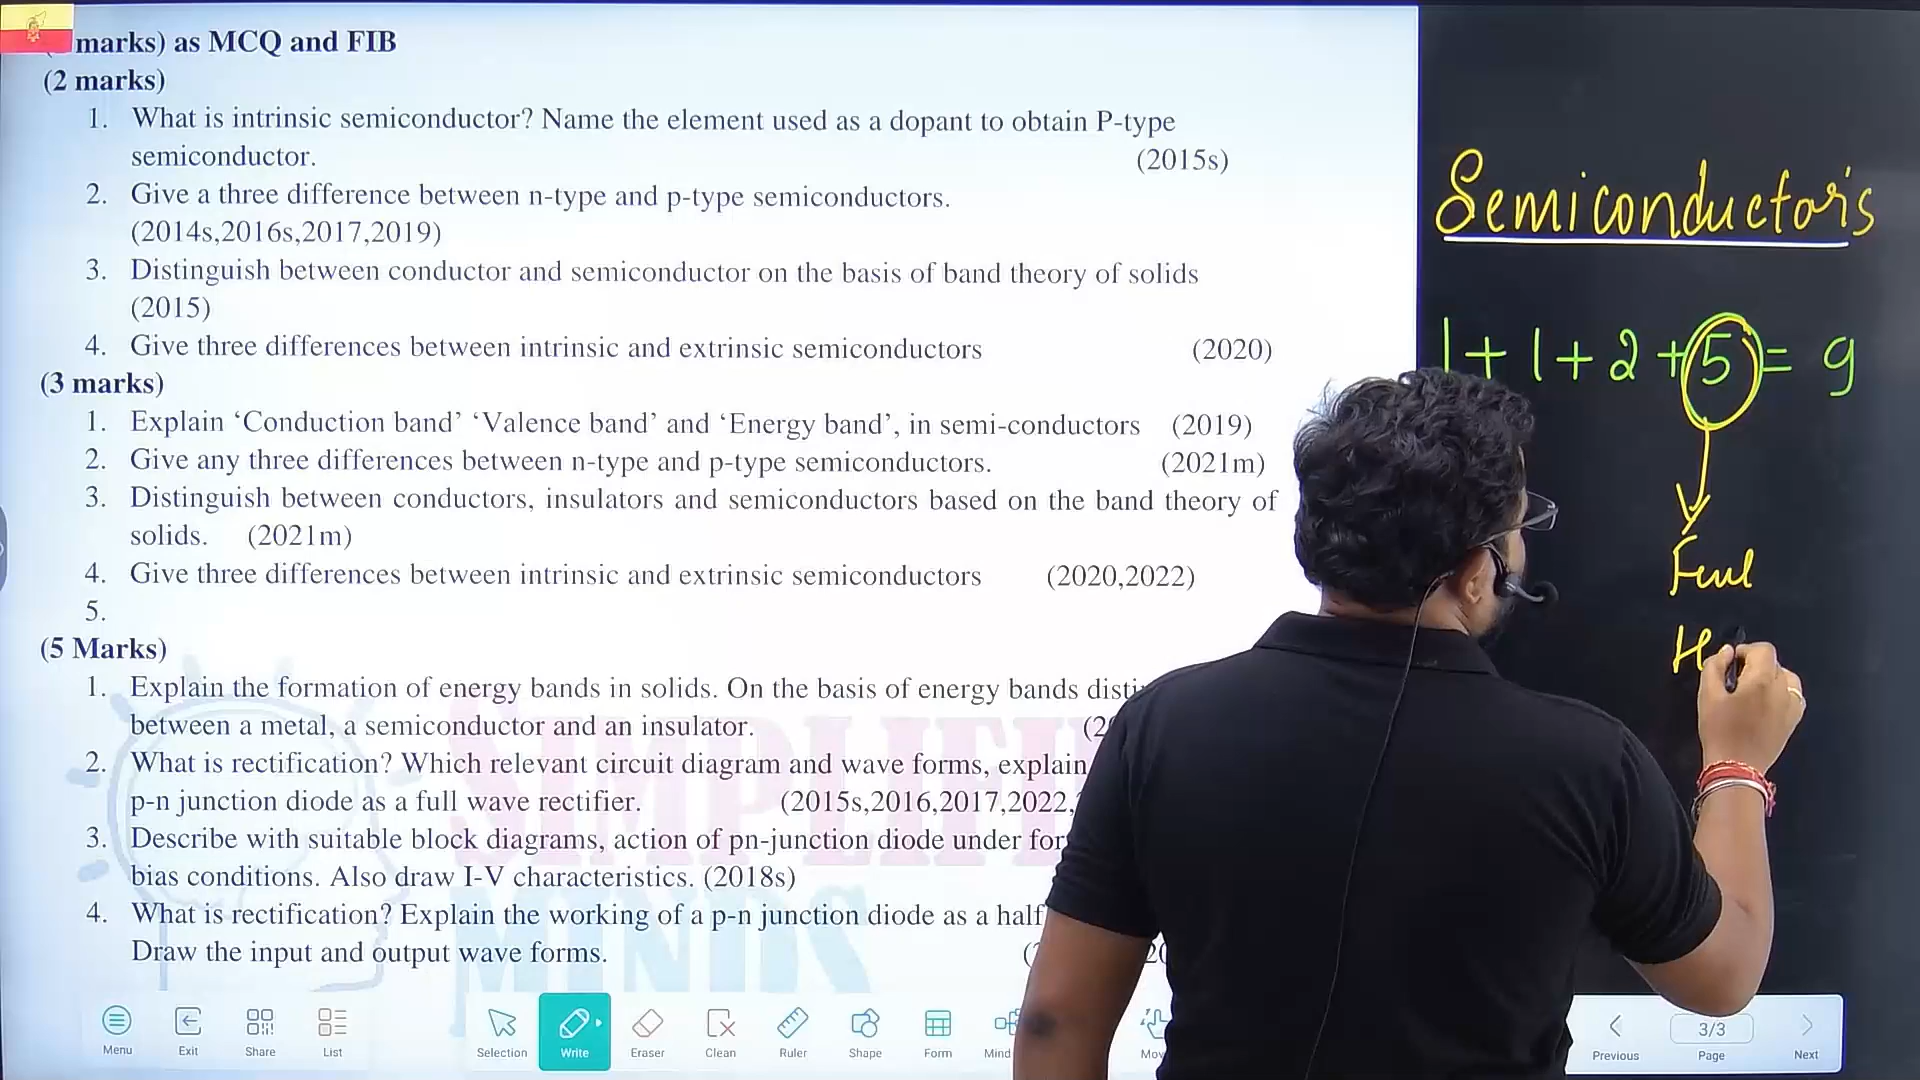 marks) as MCQ and FIB
(2 marks)
1. What is intrinsic semiconductor? Name the element used as a dopant to obtain P-type
semiconductor. (2015s)
2. Give a three difference between n-type and p-type semiconductors.
(2014s,2016s,2017,2019)
3. Distinguish between conductor and semiconductor on the basis of band theory of solids
(2015)
4. Give three differences between intrinsic and extrinsic semiconductors (2020)
(3 marks)
1. Explain ‘Conduction band’ ‘Valence band’ and ‘Energy band’, in semi-conductors (2019)
2. Give any three differences between n-type and p-type semiconductors. (2021m)
3. Distinguish between conductors, insulators and semiconductors based on the band theory of
solids. (2021m)
4. Give three differences between intrinsic and extrinsic semiconductors (2020,2022)
5.
(5 Marks)
1. Explain the formation of energy bands in solids. On the basis of energy bands
between a metal, a semiconductor and an insulator.
2. What is rectification? Which relevant circuit diagram and wave forms, explain
p-n junction diode as a full wave rectifier. (2015s,2016,2017,2022,
3. Describe with suitable block diagrams, action of pn-junction diode under
bias conditions. Also draw I-V characteristics. (2018s)
4. What is rectification? Explain the working of a p-n junction diode as a half
Draw the input and output wave forms.
MINDS
Semiconductor's
1 + 1 + 2 + 5 = 9
Menu
Exit
Share
List
Selection
Write
Eraser
Clean
Ruler
Shape
Form
Mind
Previous
3/3
Page
Next